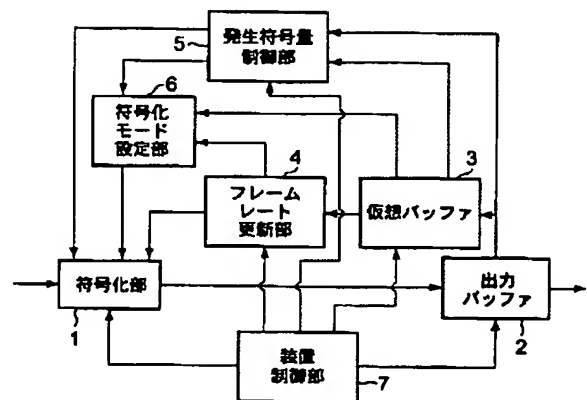 発生符号量
制御部
5
6
符号化
モード
設定部
4
フレーム
レート
更新部
3
仮想バッファ
符号化部
1
出力
バッファ
2
装置
制御部
7